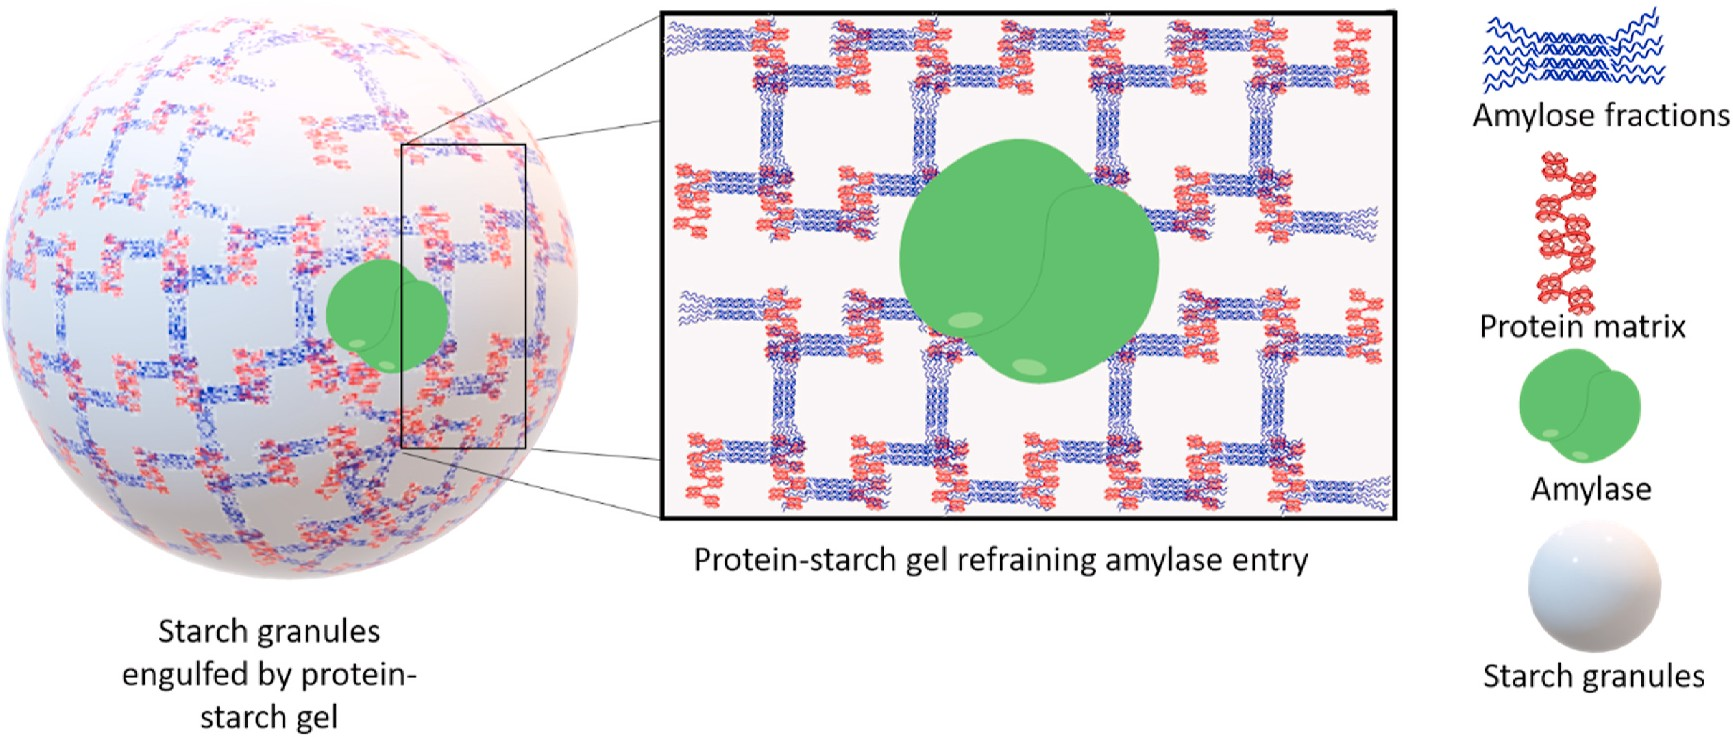 Amylose fractions
Protein matrix
Amylase
Protein-starch gel refraining amylase entry
Starch granules
engulfed by protein-
starch gel
Starch granules